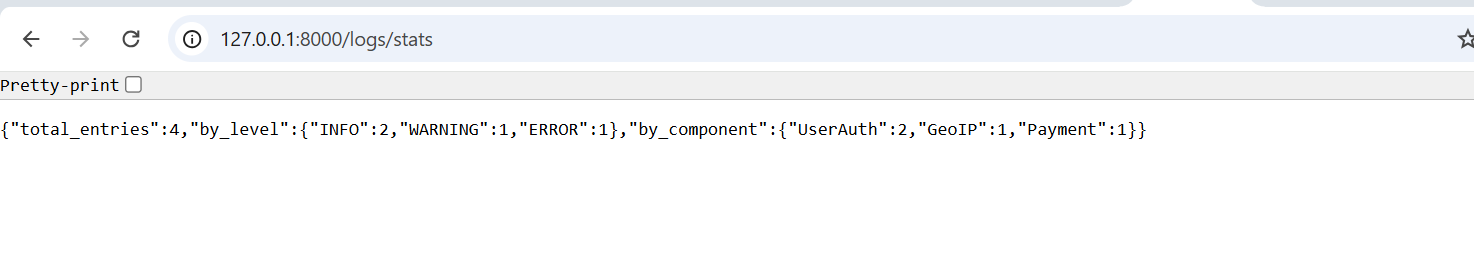 127.0.0.1:8000/logs/stats
Pretty-print
{"total_entries":4,"by_level":{"INFO":2,"WARNING":1,"ERROR":1},"by_component":{"UserAuth":2,"GeoIP":1,"Payment":1}}